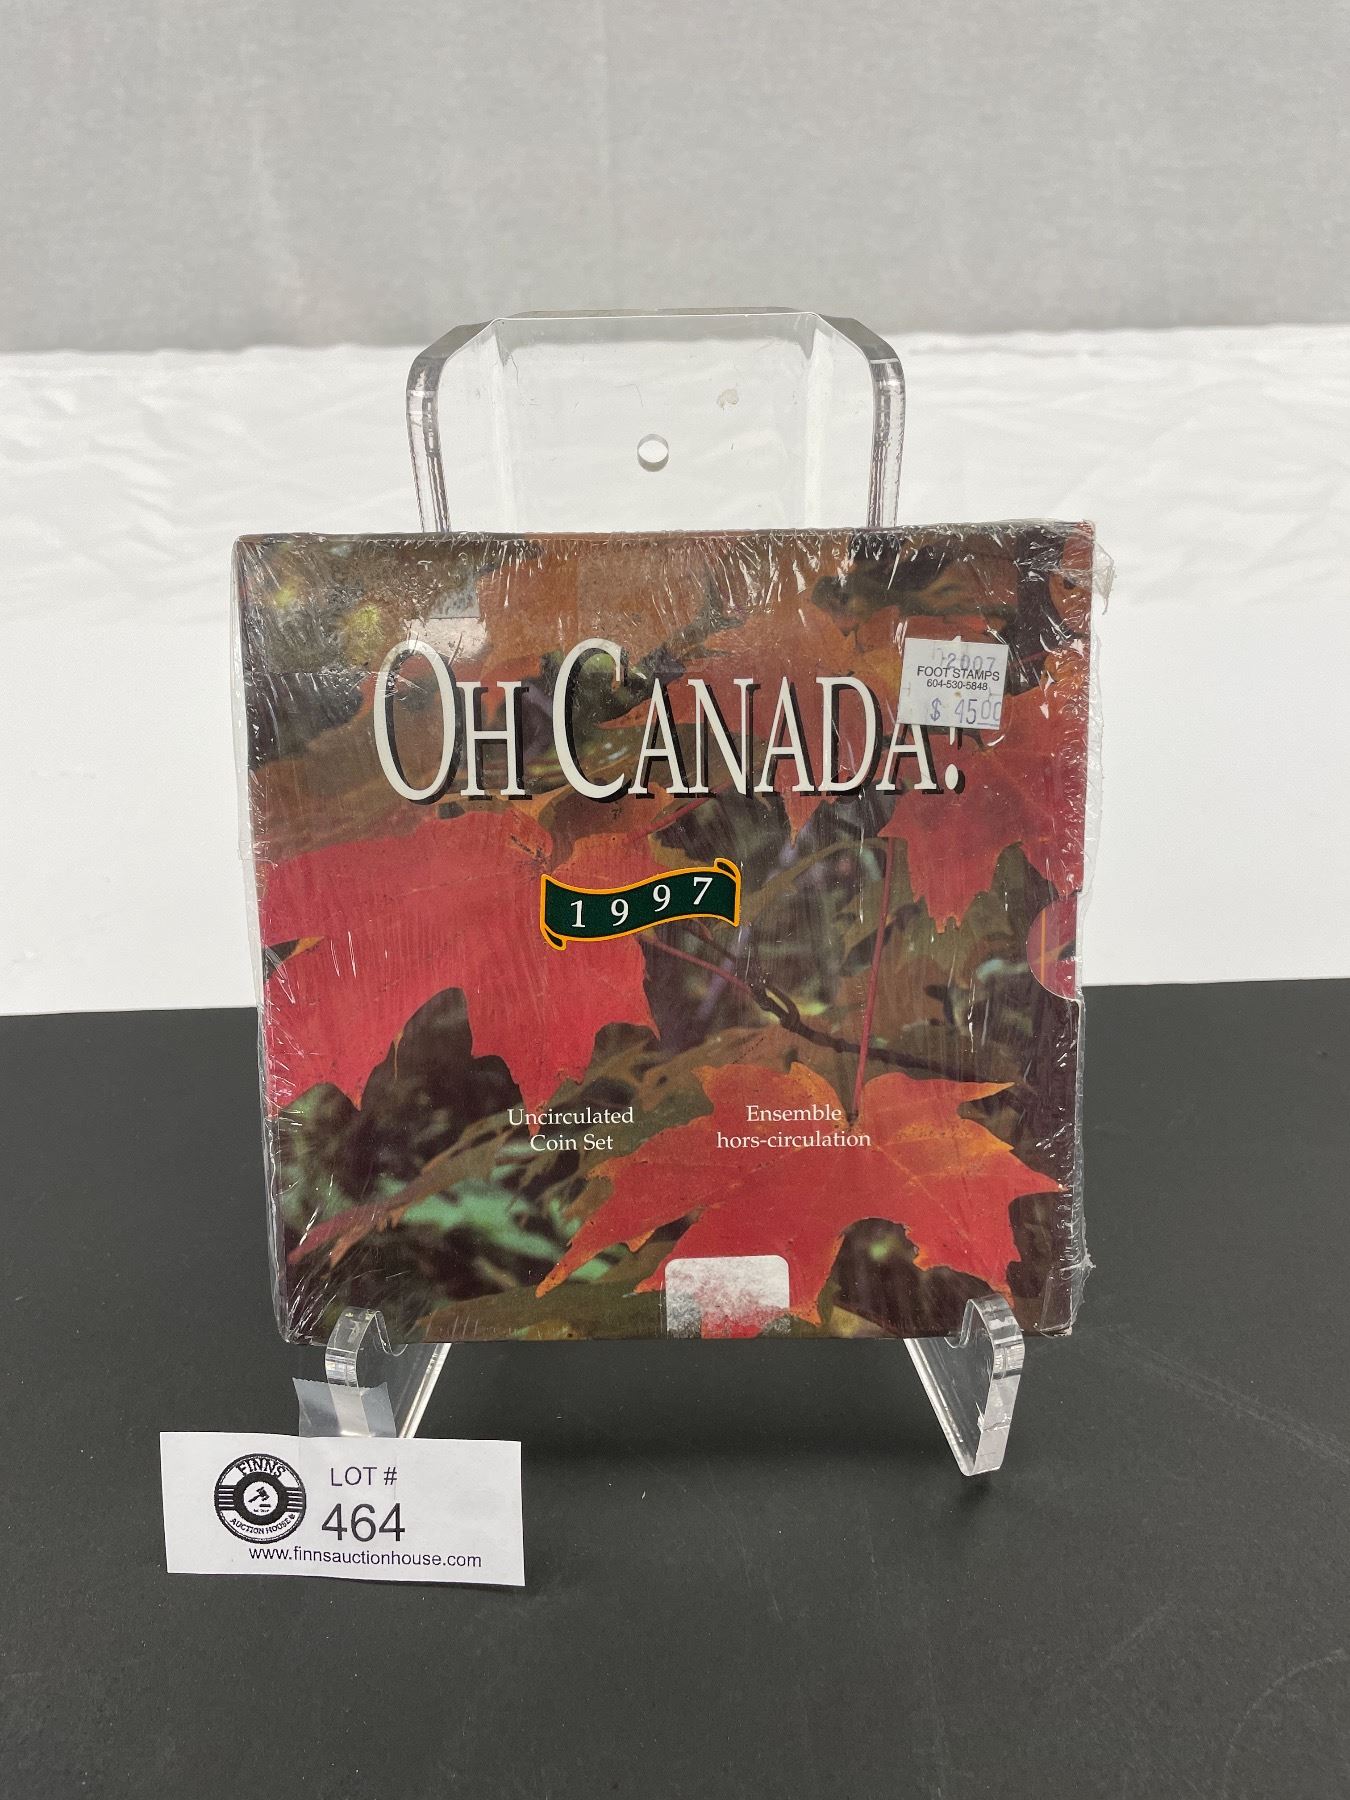 OH CANADA!
2007
FOOT STAMPS
604-530-5848
$ 45.00
1997
Uncirculated
Coin Set
Ensemble
hors-circulation
FINNS
AUCTION HOUSE
LOT #
464
www.finnsauctionhouse.com